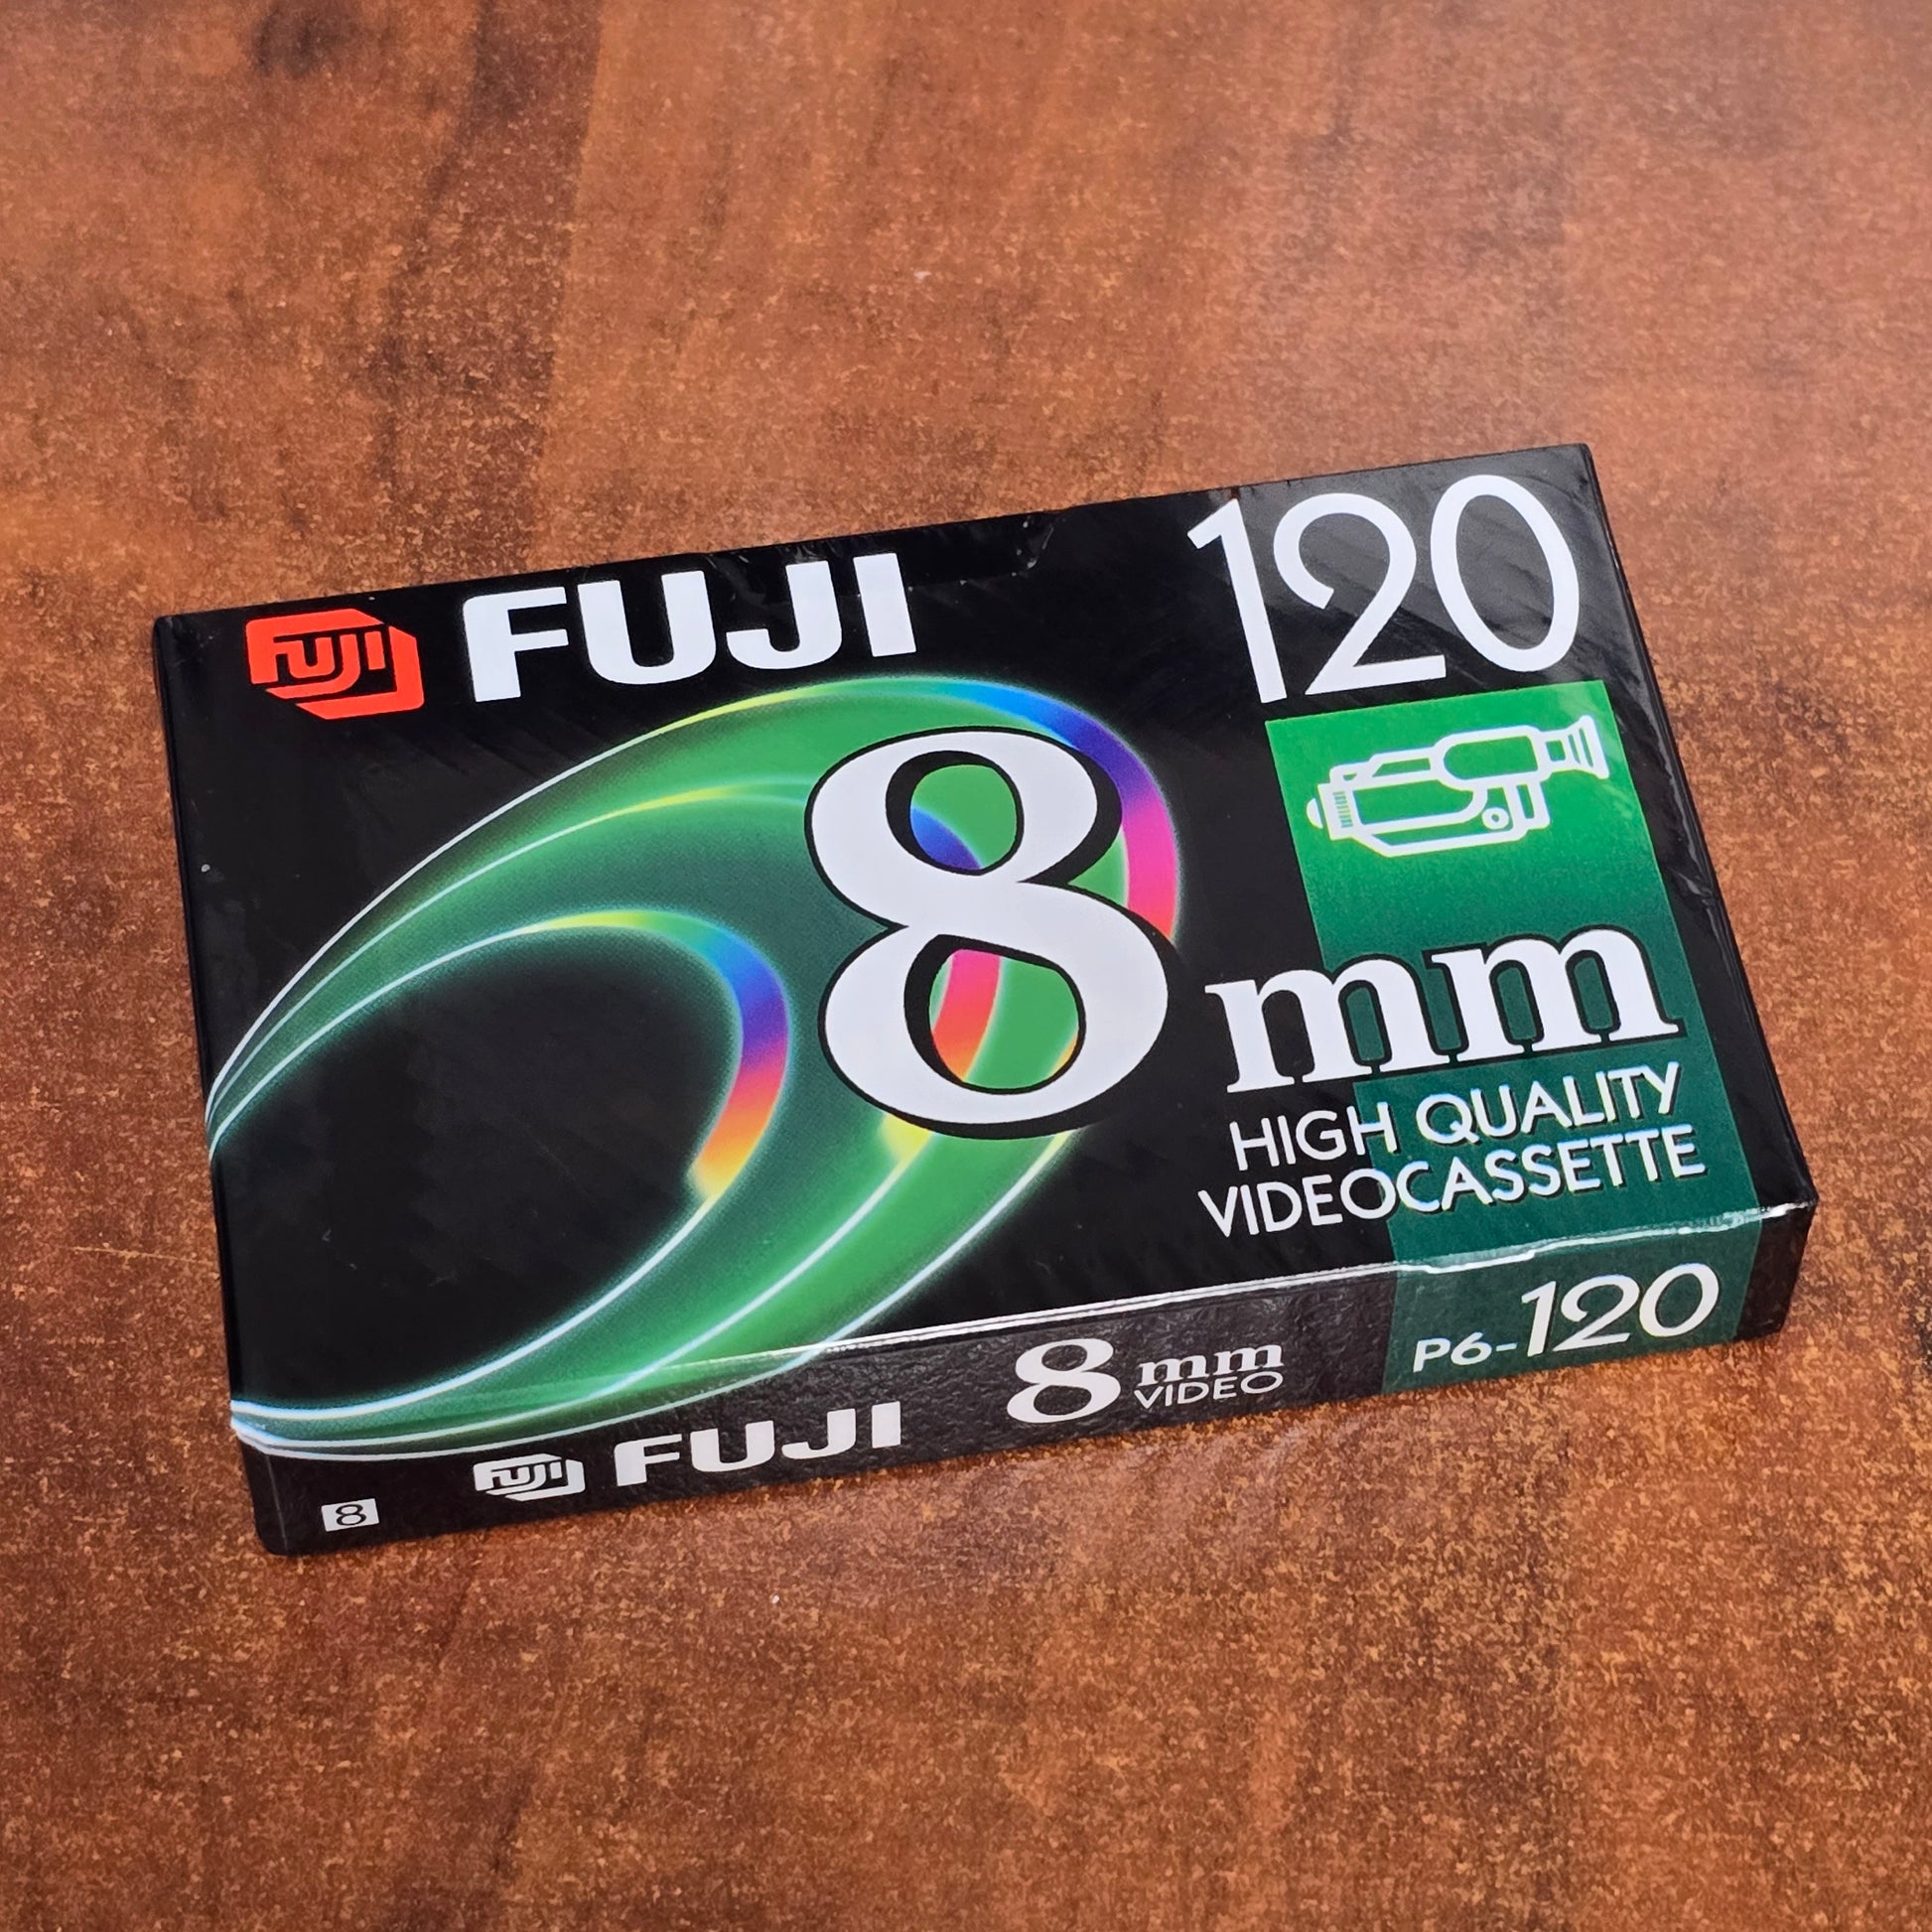 FUJI FUJI 120
8mm
HIGH QUALITY
VIDEOCASSETTE
8 FUJI FUJI 8mm VIDEO P6-120